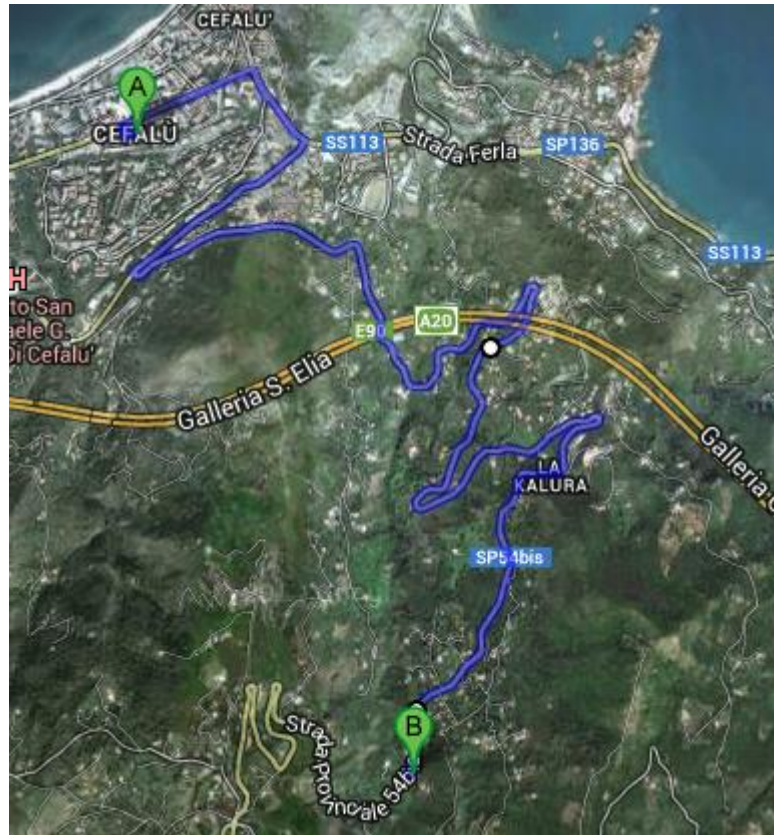 CEFALU'
A
CEFALÙ
SS113
Strada Ferla
SP136
SS113
H
to San
aele G.
Di Cefalu'
E90
A20
Galleria S. Elia
Galleria
LA
KALURA
SP54bis
B
Strada Provinciale 54b